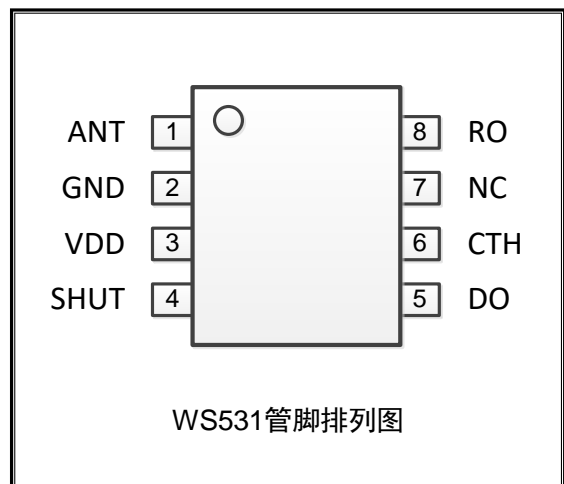 ANT 1 8 RO
GND 2 7 NC
VDD 3 6 CTH
SHUT 4 5 DO
WS531管脚排列图